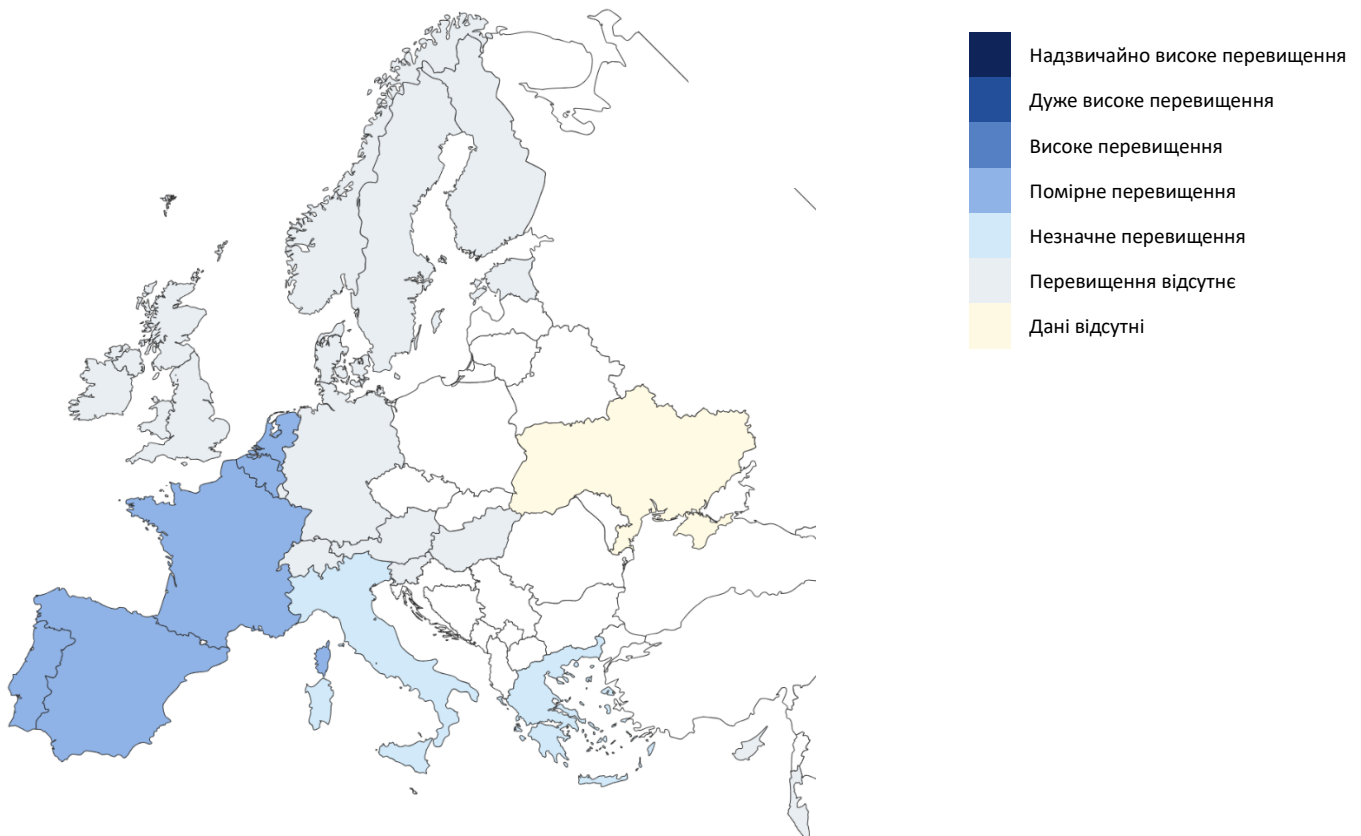 Надзвичайно високе перевищення
Дуже високе перевищення
Високе перевищення
Помірне перевищення
Незначне перевищення
Перевищення відсутнє
Дані відсутні